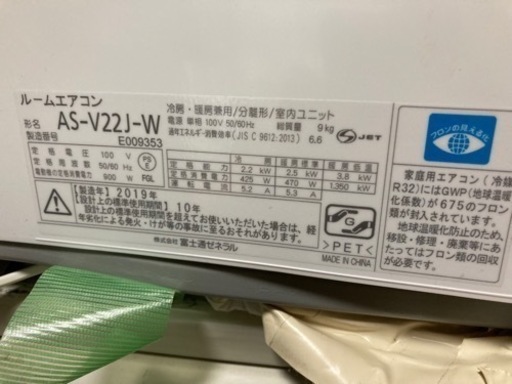 ルームエアコン
形名 AS-V22J-W
製造番号 E009353
冷房・暖房兼用/分離形/室内ユニット
電源 単相 100V 50/60Hz 総質量 9kg
通年エネルギー消費効率(JIS C 9612:2013) 6.6
JET
定格電圧 100 V
定格周波数 50/60 Hz
電動機の定格消費電力 900 W
PS E
FGL
2.2 kW 2.5 kW 3.8 kW
425 W 470 W 1,350 kW
5.2 A 5.3 A
【製造年】2019年
【設計上の標準使用期間】10年
設計上の標準使用期間を超えてお使いいただいた場合は、経年劣化による発火・けが等の事故に至るおそれがあります。
株式会社 富士通ゼネラル
>PET<
MADE IN CHINA
フロンの見える化
家庭用エアコン(冷媒
R32)にはGWP(地球温暖
化係数)が675のフロン類
が封入されています。
地球温暖化防止のため、
移設・修理・廃棄等にあ
たってはフロン類の回収
が必要です。